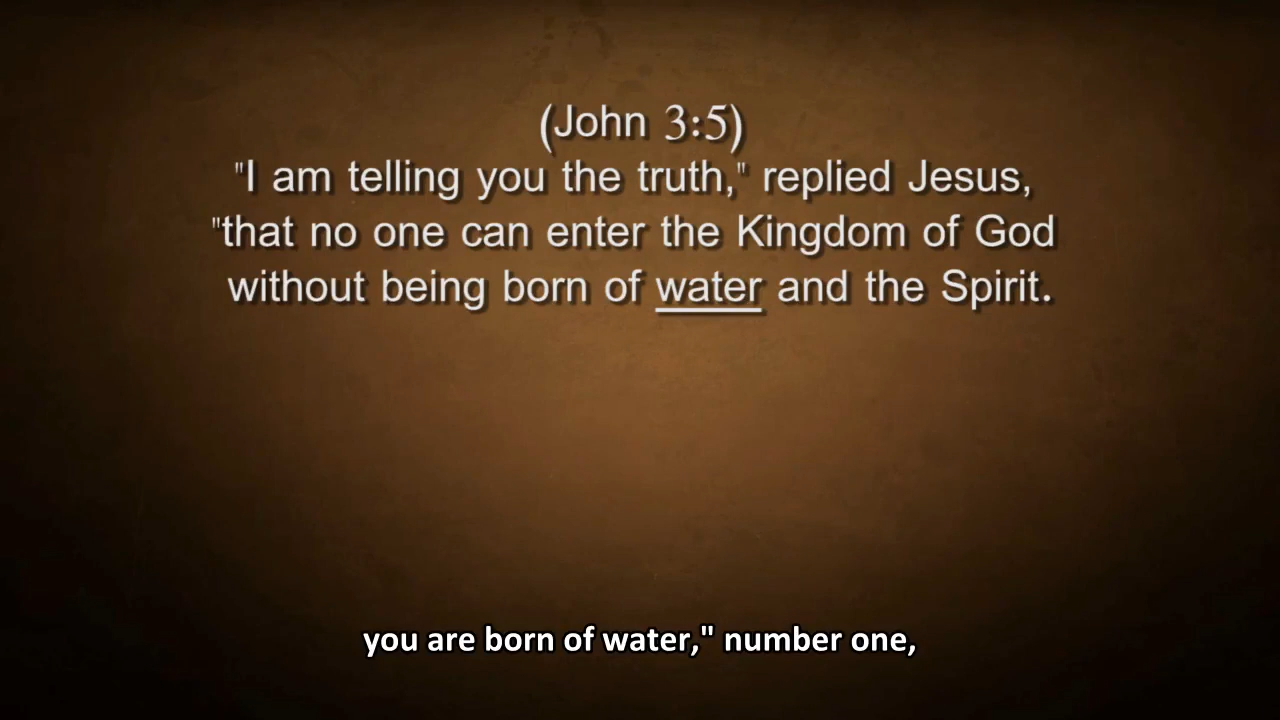 (John 3:5)
"I am telling you the truth," replied Jesus,
"that no one can enter the Kingdom of God
without being born of water and the Spirit.
you are born of water," number one,